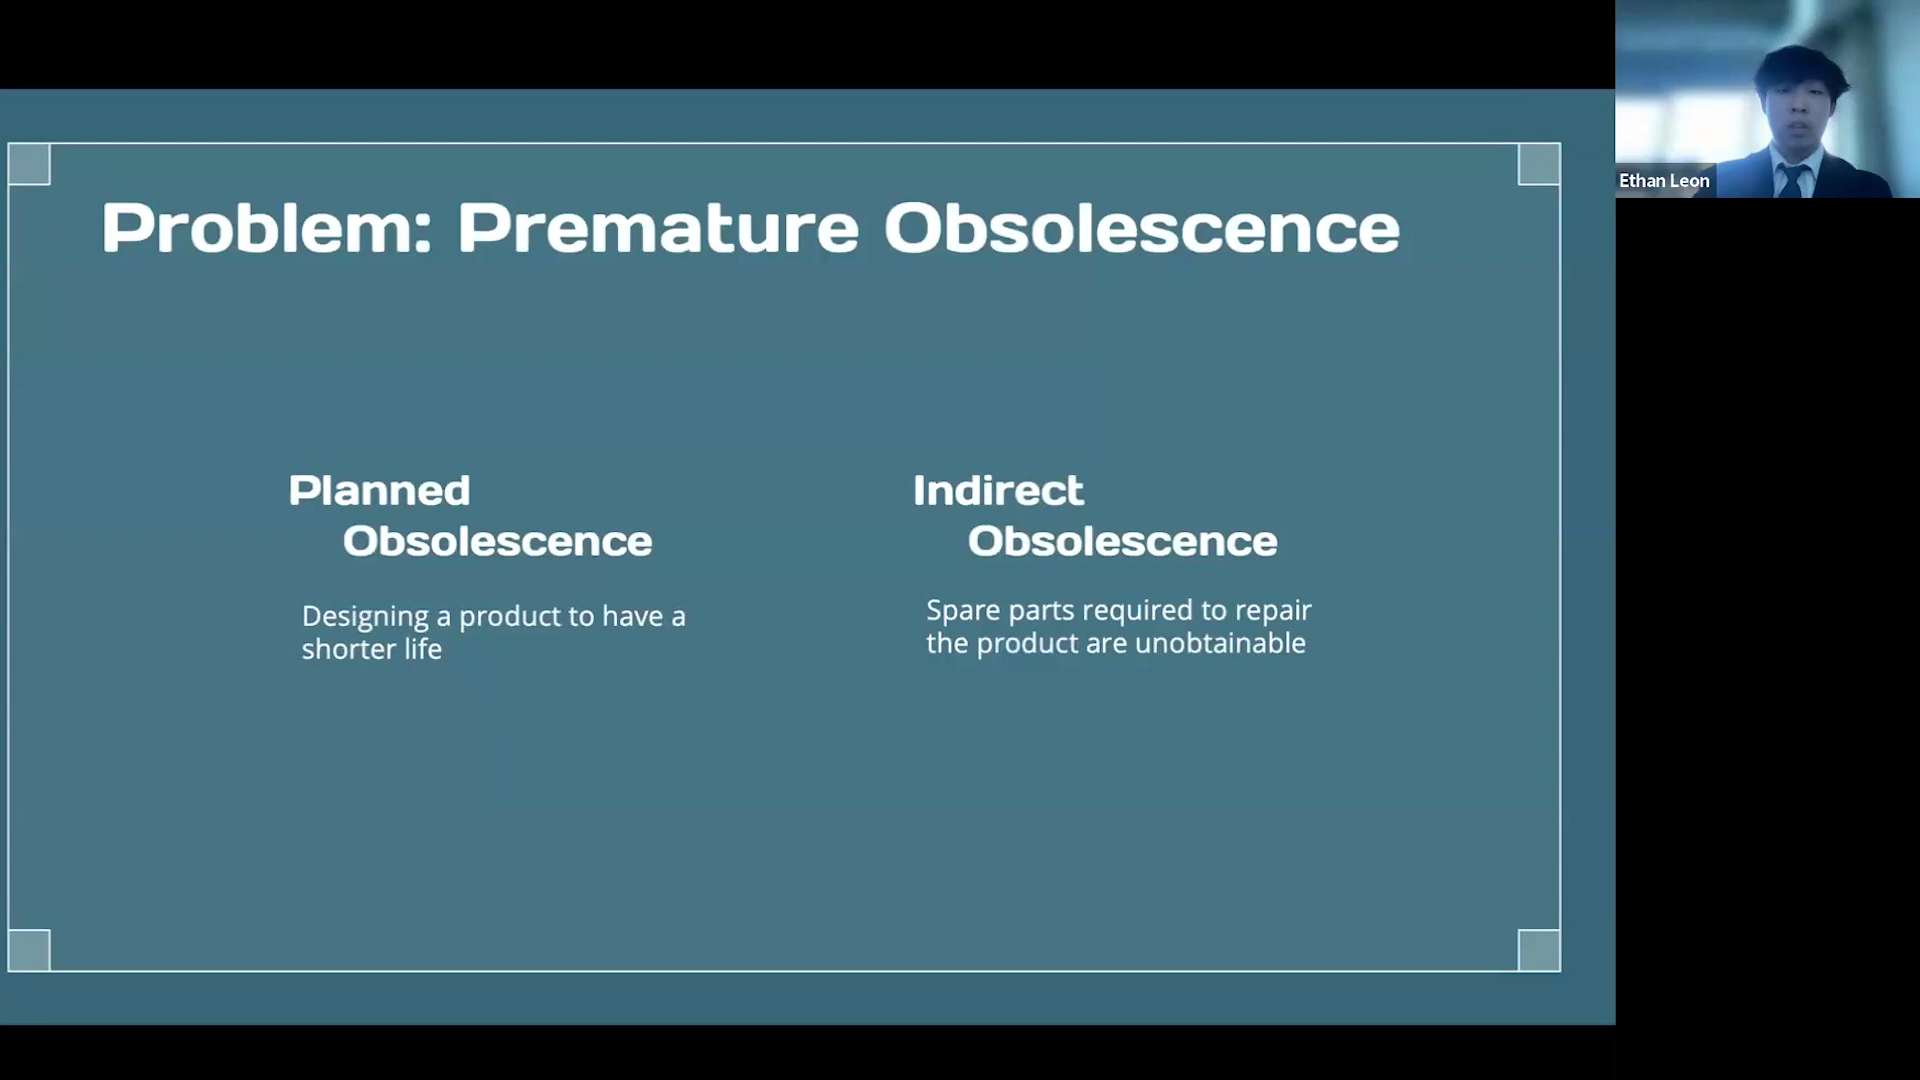 Problem: Premature Obsolescence
Planned
Obsolescence
Designing a product to have a
shorter life
Indirect
Obsolescence
Spare parts required to repair
the product are unobtainable
Ethan Leon